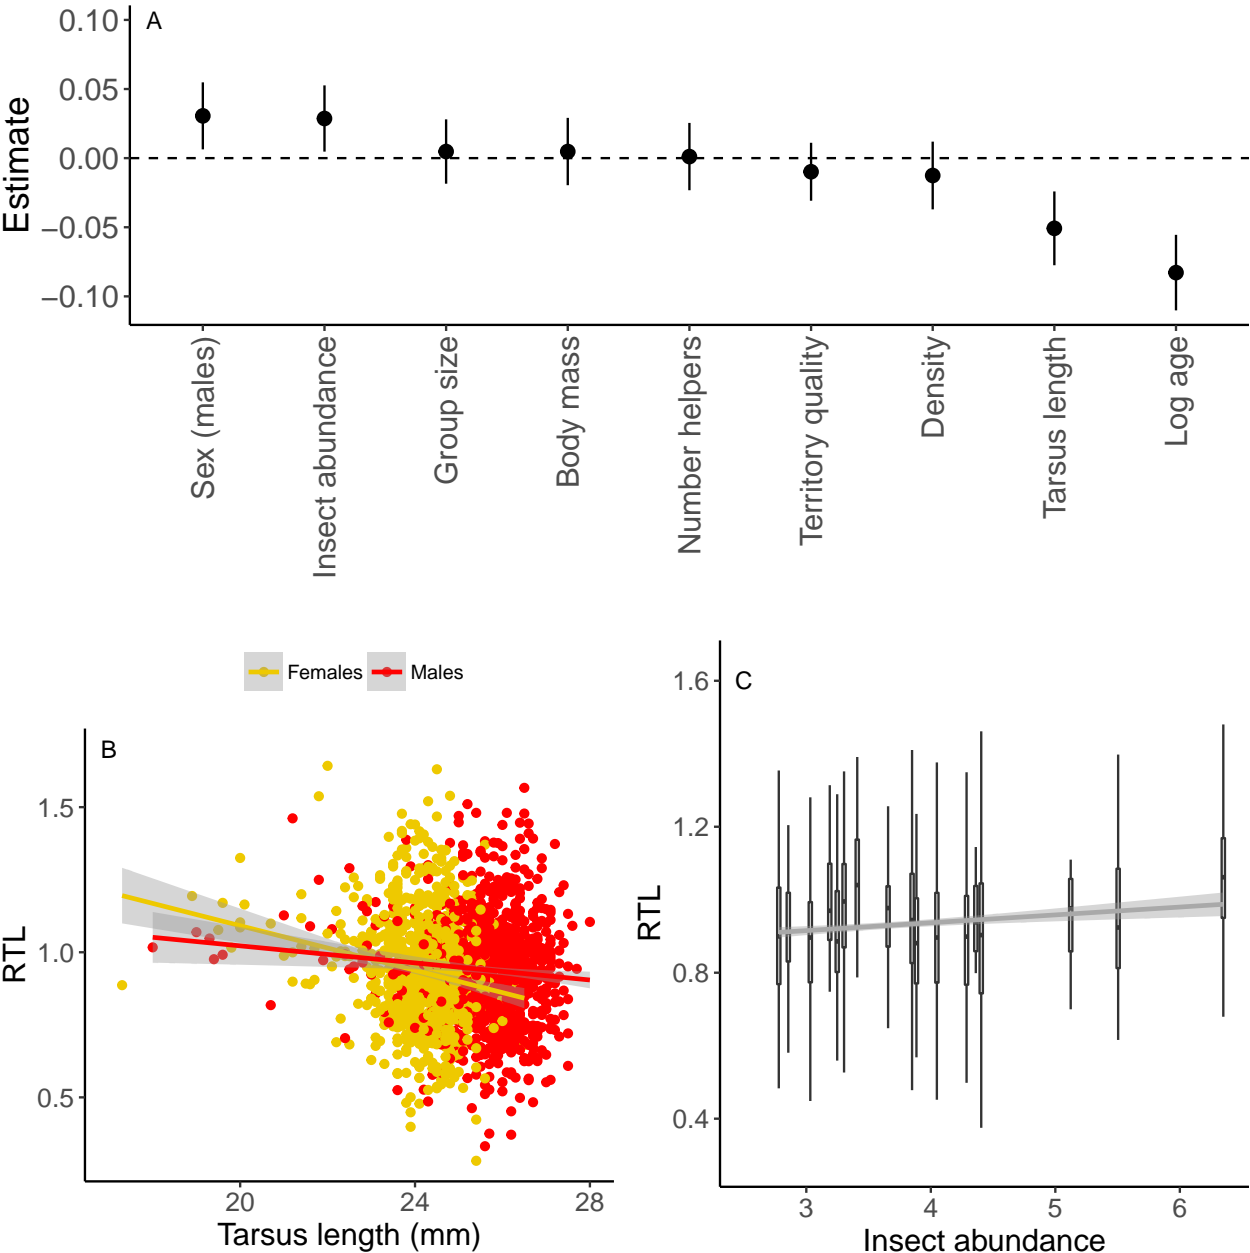 A
Estimate
0.10
0.05
0.00
−0.05
−0.10
Sex (males)
Insect abundance
Group size
Body mass
Number helpers
Territory quality
Density
Tarsus length
Log age
Females
Males
B
RTL
1.5
1.0
0.5
20
24
28
Tarsus length (mm)
C
RTL
1.6
1.2
0.8
0.4
3
4
5
6
Insect abundance